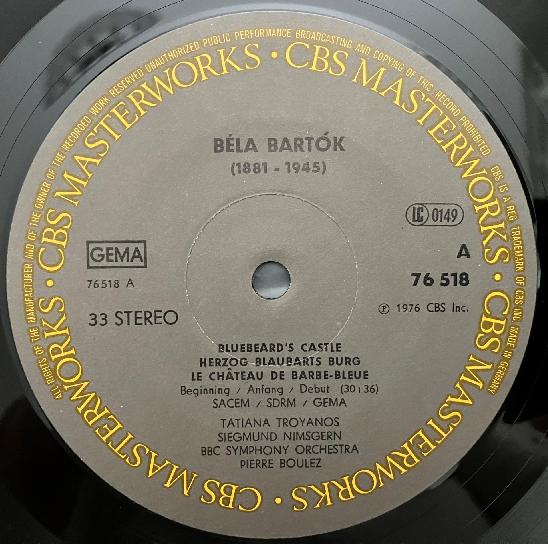 ALL RIGHTS OF THE MANUFACTURER AND OF THE OWNER OF THE RECORDED WORK RESERVED UNAUTHORIZED PUBLIC PERFORMANCE BROADCASTING AND COPYING OF THIS RECORD PROHIBITED
CBS IS A REG. TRADEMARK OF CBS INC. MADE IN GERMANY
CBS MASTERWORKS · CBS MASTERWORKS · CBS MASTERWORKS · CBS MASTERWORKS ·
BÉLA BARTÓK
(1881 - 1945)
LC 0149
GEMA
A
76518 A
76 518
33 STEREO
℗ 1976 CBS Inc.
BLUEBEARD'S CASTLE
HERZOG BLAUBARTS BURG
LE CHÂTEAU DE BARBE-BLEUE
Beginning / Anfang / Debut (30:36)
SACEM / SDRM / GEMA
TATIANA TROYANOS
SIEGMUND NIMSGERN
BBC SYMPHONY ORCHESTRA
PIERRE BOULEZ